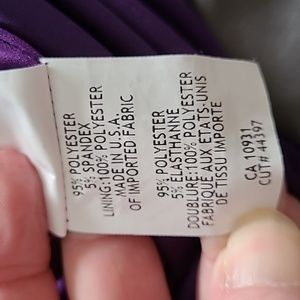 95% POLYESTER
5% SPANDEX
LINING:100% POLYESTER
MADE IN U.S.A.
OF IMPORTED FABRIC
95% POLYESTER
5% ELASTHANNE
DOUBLURE:100% POLYESTER
FABRIQUE AUX ETATS-UNIS
DE TISSU IMPORTE
CA 10931
CUT# 44397